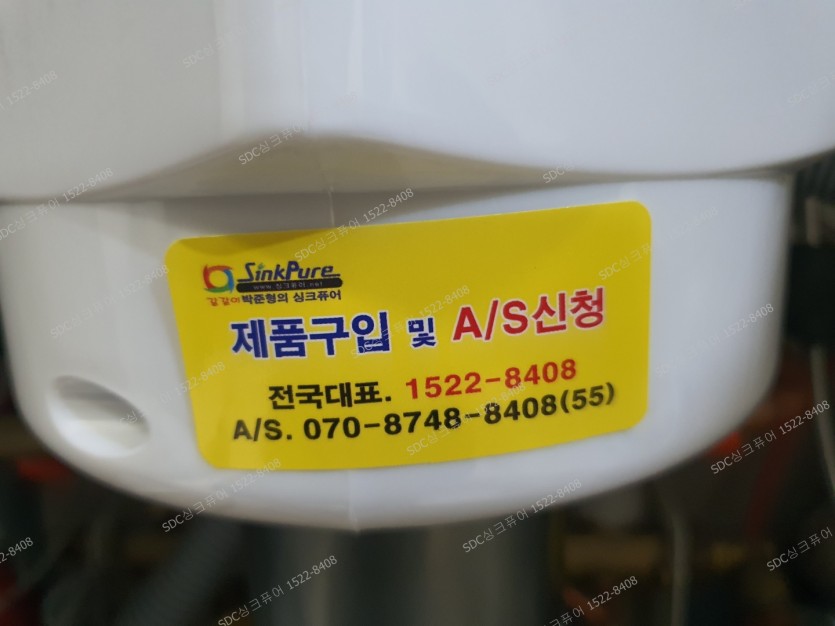 SinkPure
www.싱크퓨어.net
갈갈이박준형의 싱크퓨어
제품구입 및 A/S신청
전국대표. 1522-8408
A/S. 070-8748-8408(55)
SDC싱크퓨어 1522-8408